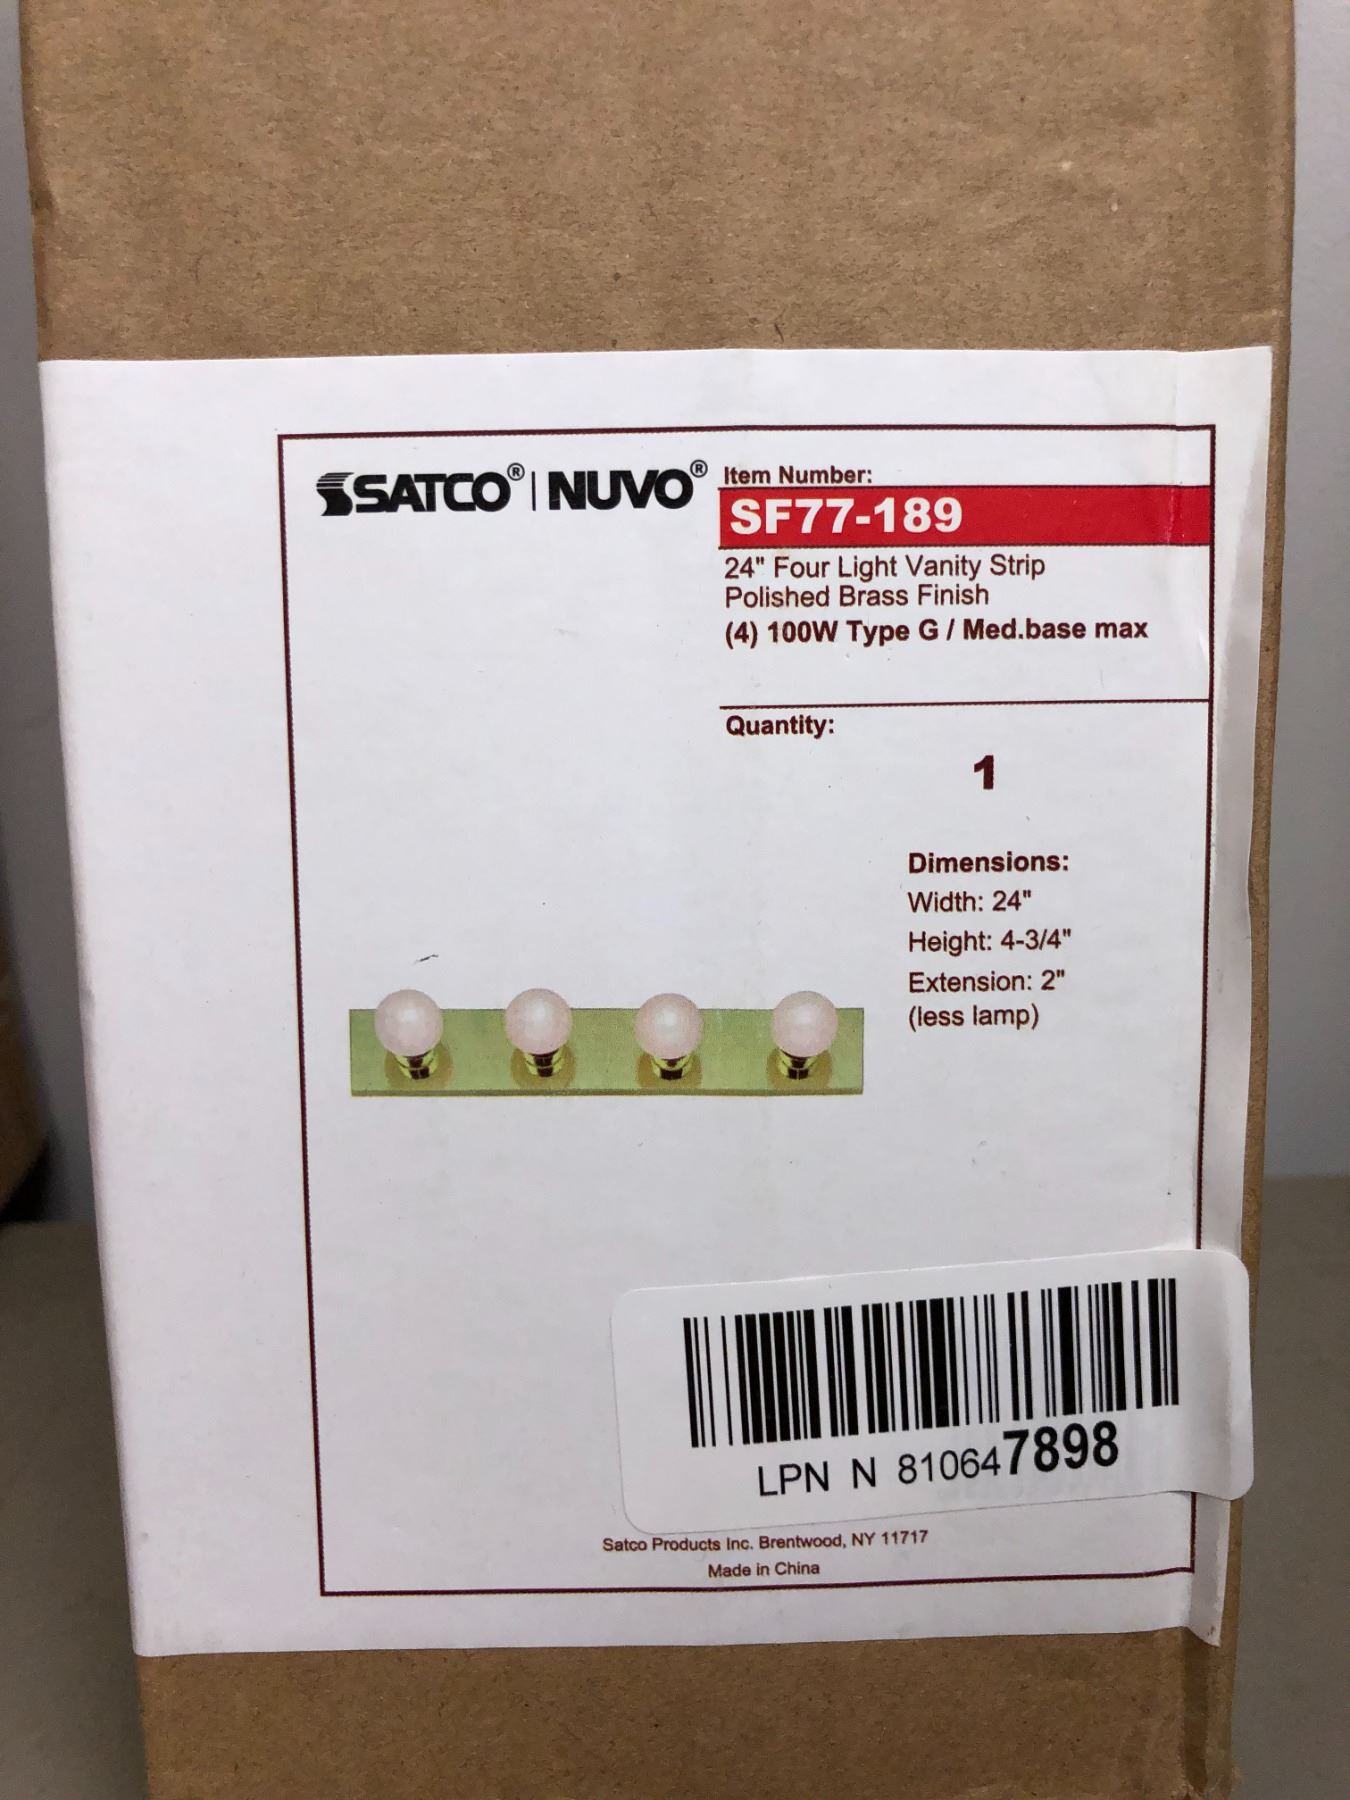 SATCO® | NUVO®
Item Number:
SF77-189
24" Four Light Vanity Strip
Polished Brass Finish
(4) 100W Type G / Med.base max
Quantity:
1
Dimensions:
Width: 24"
Height: 4-3/4"
Extension: 2"
(less lamp)
LPN N 810647898
Satco Products Inc. Brentwood, NY 11717
Made in China